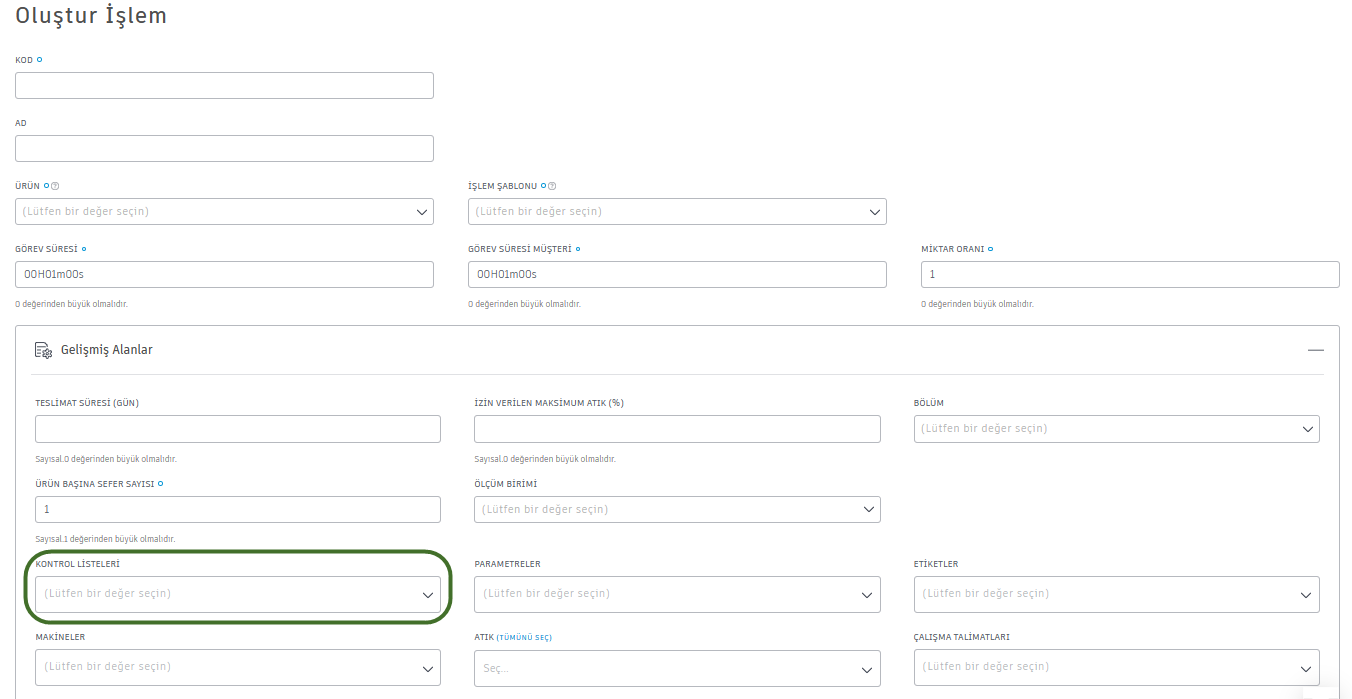 Oluştur İşlem
KOD
AD
ÜRÜN
İŞLEM ŞABLONU
(Lütfen bir değer seçin)
(Lütfen bir değer seçin)
GÖREV SÜRESİ
GÖREV SÜRESİ MÜŞTERİ
MİKTAR ORANI
00H01m00s
00H01m00s
1
0 değerinden büyük olmalıdır.
0 değerinden büyük olmalıdır.
0 değerinden büyük olmalıdır.
Gelişmiş Alanlar
TESLİMAT SÜRESİ (GÜN)
İZİN VERİLEN MAKSİMUM ATIK (%)
BÖLÜM
(Lütfen bir değer seçin)
Sayısal.0 değerinden büyük olmalıdır.
Sayısal.0 değerinden büyük olmalıdır.
ÜRÜN BAŞINA SEFER SAYISI
ÖLÇÜM BİRİMİ
1
(Lütfen bir değer seçin)
Sayısal.1 değerinden büyük olmalıdır.
KONTROL LİSTELERİ
PARAMETRELER
ETİKETLER
(Lütfen bir değer seçin)
(Lütfen bir değer seçin)
(Lütfen bir değer seçin)
MAKİNELER
ATIK (TÜMÜNÜ SEÇ)
ÇALIŞMA TALİMATLARI
(Lütfen bir değer seçin)
Seç...
(Lütfen bir değer seçin)